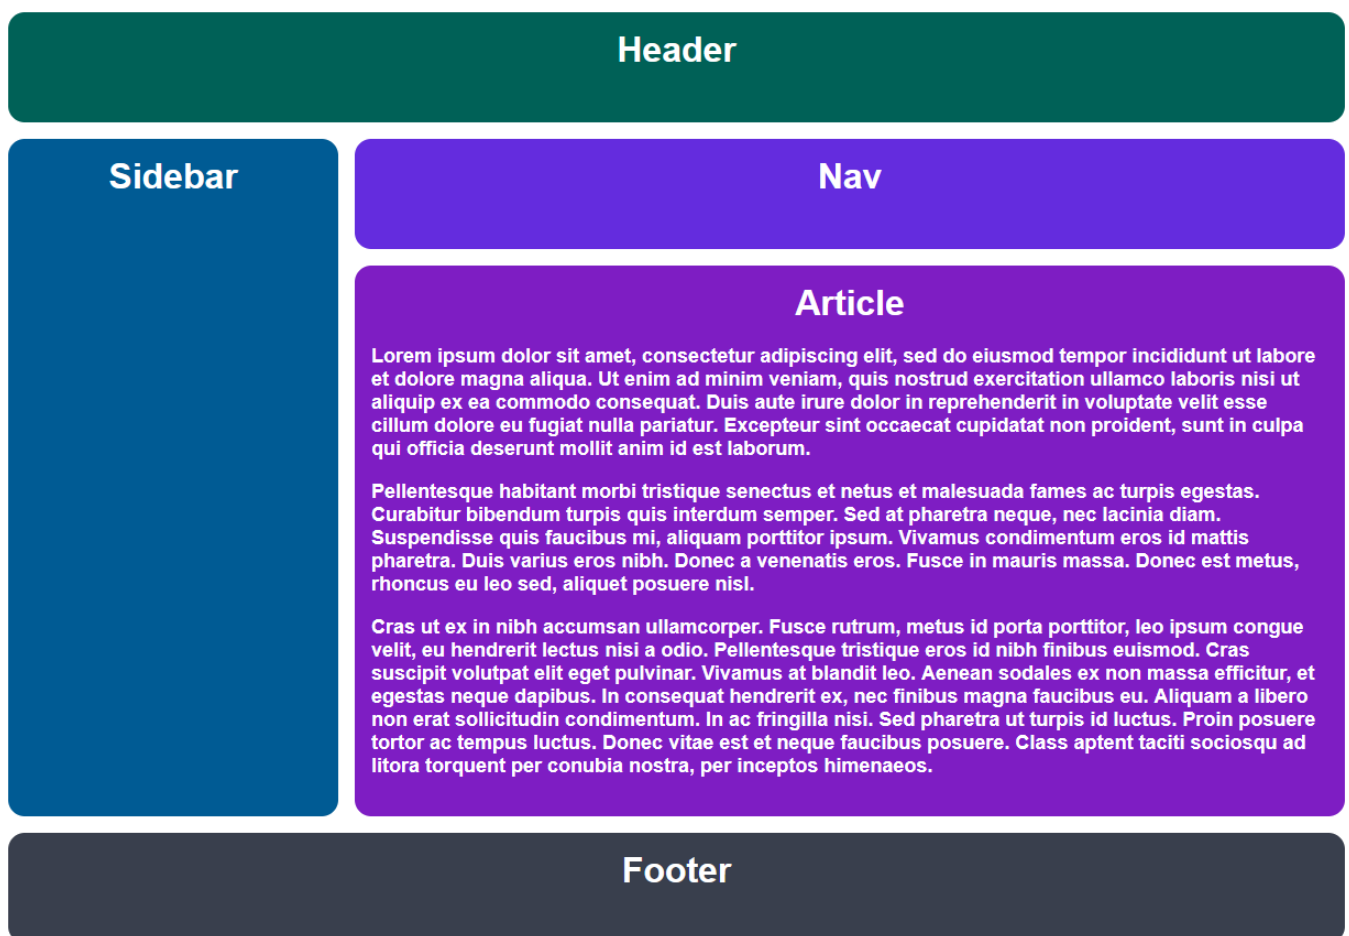 Header
Sidebar
Nav
Article
Lorem ipsum dolor sit amet, consectetur adipiscing elit, sed do eiusmod tempor incididunt ut labore
et dolore magna aliqua. Ut enim ad minim veniam, quis nostrud exercitation ullamco laboris nisi ut
aliquip ex ea commodo consequat. Duis aute irure dolor in reprehenderit in voluptate velit esse
cillum dolore eu fugiat nulla pariatur. Excepteur sint occaecat cupidatat non proident, sunt in culpa
qui officia deserunt mollit anim id est laborum.
Pellentesque habitant morbi tristique senectus et netus et malesuada fames ac turpis egestas.
Curabitur bibendum turpis quis interdum semper. Sed at pharetra neque, nec lacinia diam.
Suspendisse quis faucibus mi, aliquam porttitor ipsum. Vivamus condimentum eros id mattis
pharetra. Duis varius eros nibh. Donec a venenatis eros. Fusce in mauris massa. Donec est metus,
rhoncus eu leo sed, aliquet posuere nisl.
Cras ut ex in nibh accumsan ullamcorper. Fusce rutrum, metus id porta porttitor, leo ipsum congue
velit, eu hendrerit lectus nisi a odio. Pellentesque tristique eros id nibh finibus euismod. Cras
suscipit volutpat elit eget pulvinar. Vivamus at blandit leo. Aenean sodales ex non massa efficitur, et
egestas neque dapibus. In consequat hendrerit ex, nec finibus magna faucibus eu. Aliquam a libero
non erat sollicitudin condimentum. In ac fringilla nisi. Sed pharetra ut turpis id luctus. Proin posuere
tortor ac tempus luctus. Donec vitae est et neque faucibus posuere. Class aptent taciti sociosqu ad
litora torquent per conubia nostra, per inceptos himenaeos.
Footer